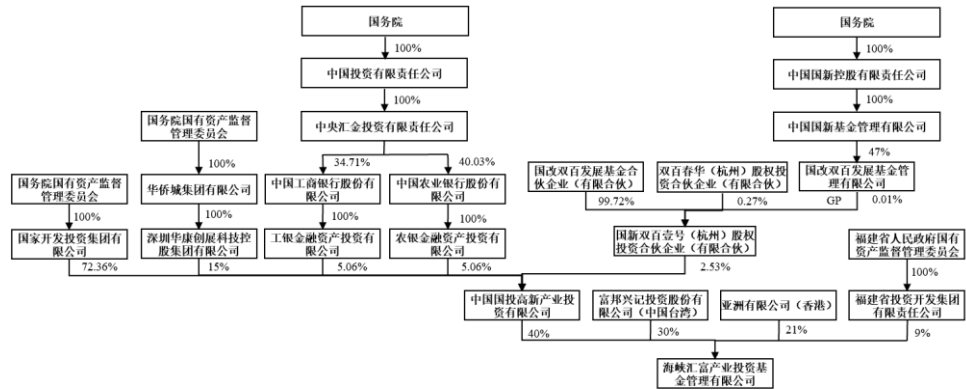 国务院
国务院
100%
100%
中国投资有限责任公司
中国国新控股有限责任公司
100%
100%
国务院国有资产监督
管理委员会
中央汇金投资有限责任公司
中国国新基金管理有限公司
100%
34.71%
40.03%
47%
国务院国有资产监督
管理委员会
华侨城集团有限公司
中国工商银行股份有
限公司
中国农业银行股份有
限公司
国改双百发展基金合
伙企业（有限合伙）
双百春华（杭州）股权投
资合伙企业（有限合伙）
国改双百发展基金管
理有限公司
100%
100%
100%
100%
99.72%
0.27%
GP
0.01%
国家开发投资集团有
限公司
深圳华康创展科技控
股集团有限公司
工银金融资产投资有
限公司
农银金融资产投资有
限公司
国新双百壹号（杭州）股权
投资合伙企业（有限合伙）
福建省人民政府国有
资产监督管理委员会
72.36%
15%
5.06%
5.06%
2.53%
100%
中国国投高新产业投
资有限公司
富邦兴记投资股份有
限公司（中国台湾）
亚洲有限公司（香港）
福建省投资开发集团
有限责任公司
40%
30%
21%
9%
海峡汇富产业投资基
金管理有限公司